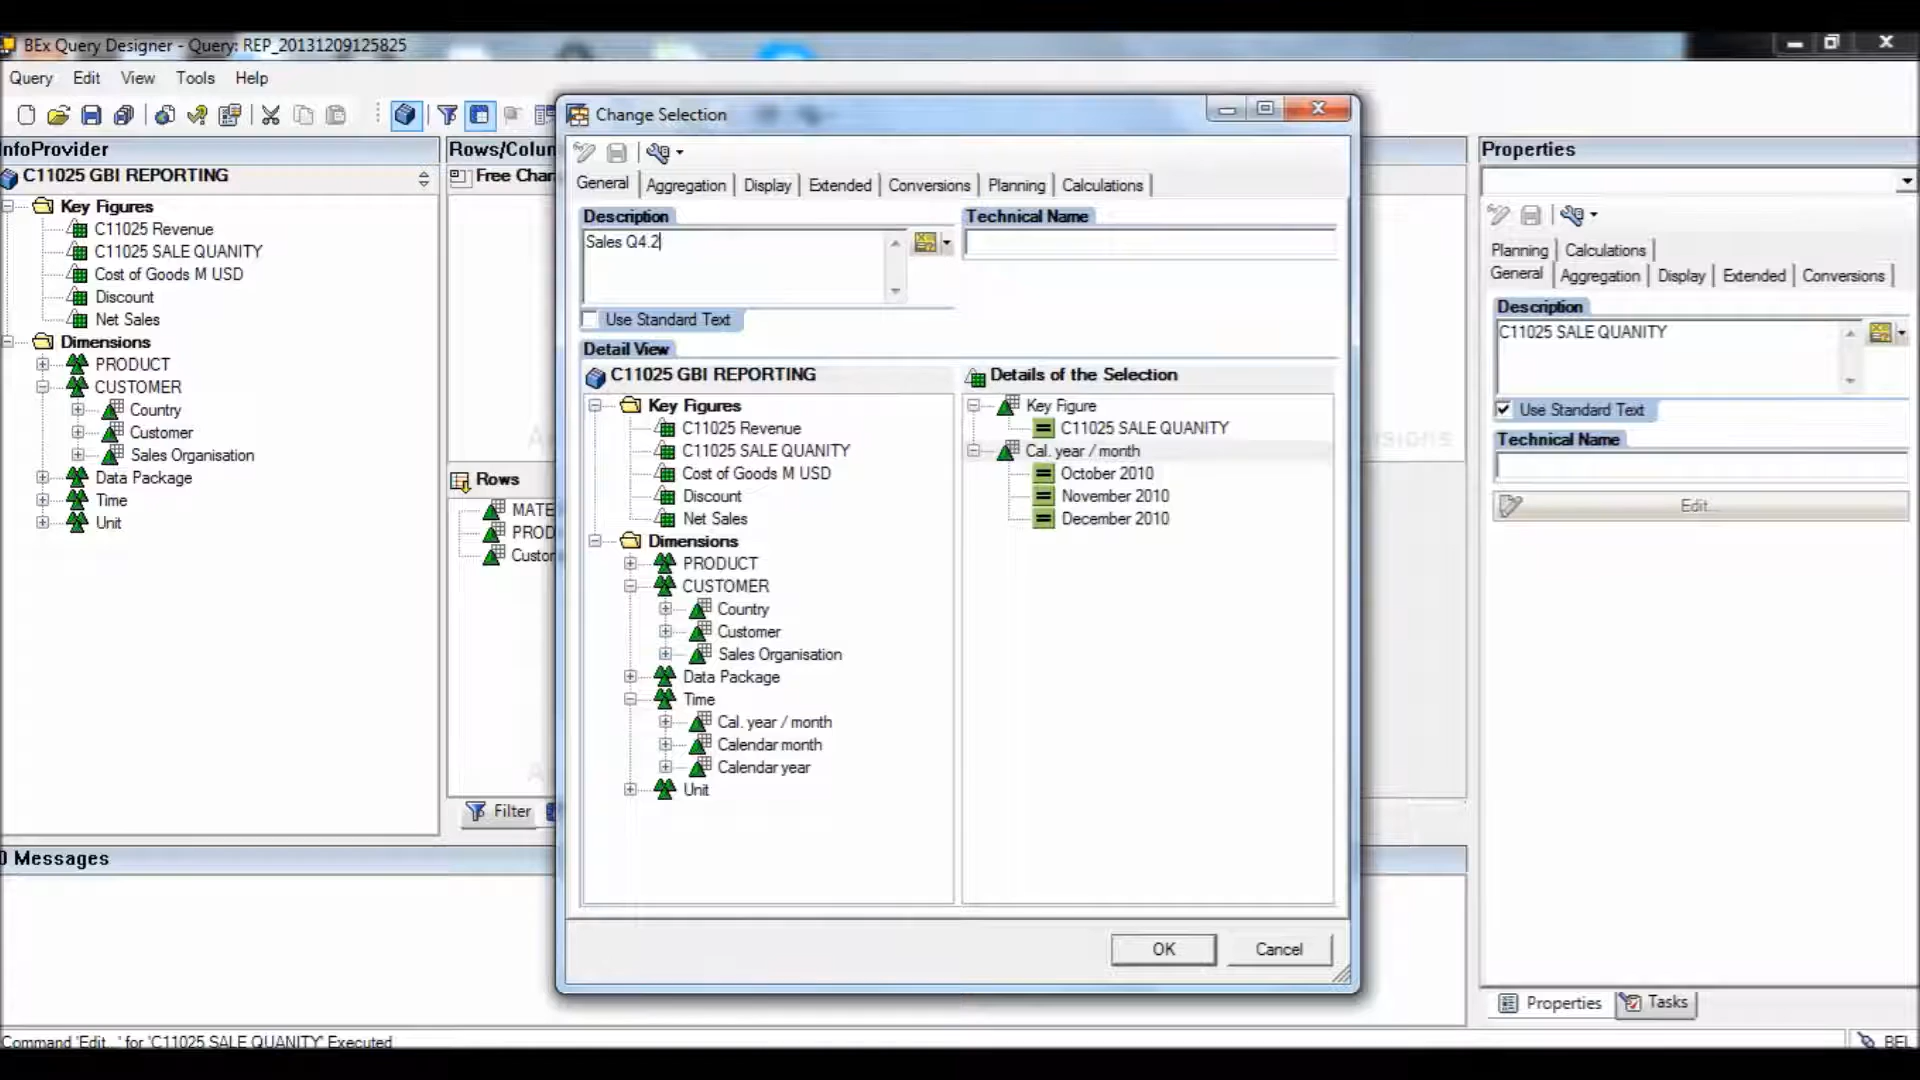 BEx Query Designer - Query: REP_20131209125825
Query Edit View Tools Help
InfoProvider
C11025 GBI REPORTING
Key Figures
C11025 Revenue
C11025 SALE QUANITY
Cost of Goods M USD
Discount
Net Sales
Dimensions
PRODUCT
CUSTOMER
Country
Customer
Sales Organisation
Data Package
Time
Unit
Rows/Colum
Free Char
Rows
MATE
PROD
Custor
Filter
Change Selection
General Aggregation Display Extended Conversions Planning Calculations
Description
Sales Q4.2
Technical Name
Use Standard Text
Detail View
C11025 GBI REPORTING
Key Figures
C11025 Revenue
C11025 SALE QUANITY
Cost of Goods M USD
Discount
Net Sales
Dimensions
PRODUCT
CUSTOMER
Country
Customer
Sales Organisation
Data Package
Time
Cal. year / month
Calendar month
Calendar year
Unit
Details of the Selection
Key Figure
C11025 SALE QUANITY
Cal. year / month
October 2010
November 2010
December 2010
OK Cancel
Properties
Planning Calculations
General Aggregation Display Extended Conversions
Description
C11025 SALE QUANITY
Use Standard Text
Technical Name
Edit...
Properties Tasks
0 Messages
Command 'Edit...' for 'C11025 SALE QUANITY' Executed
BEL